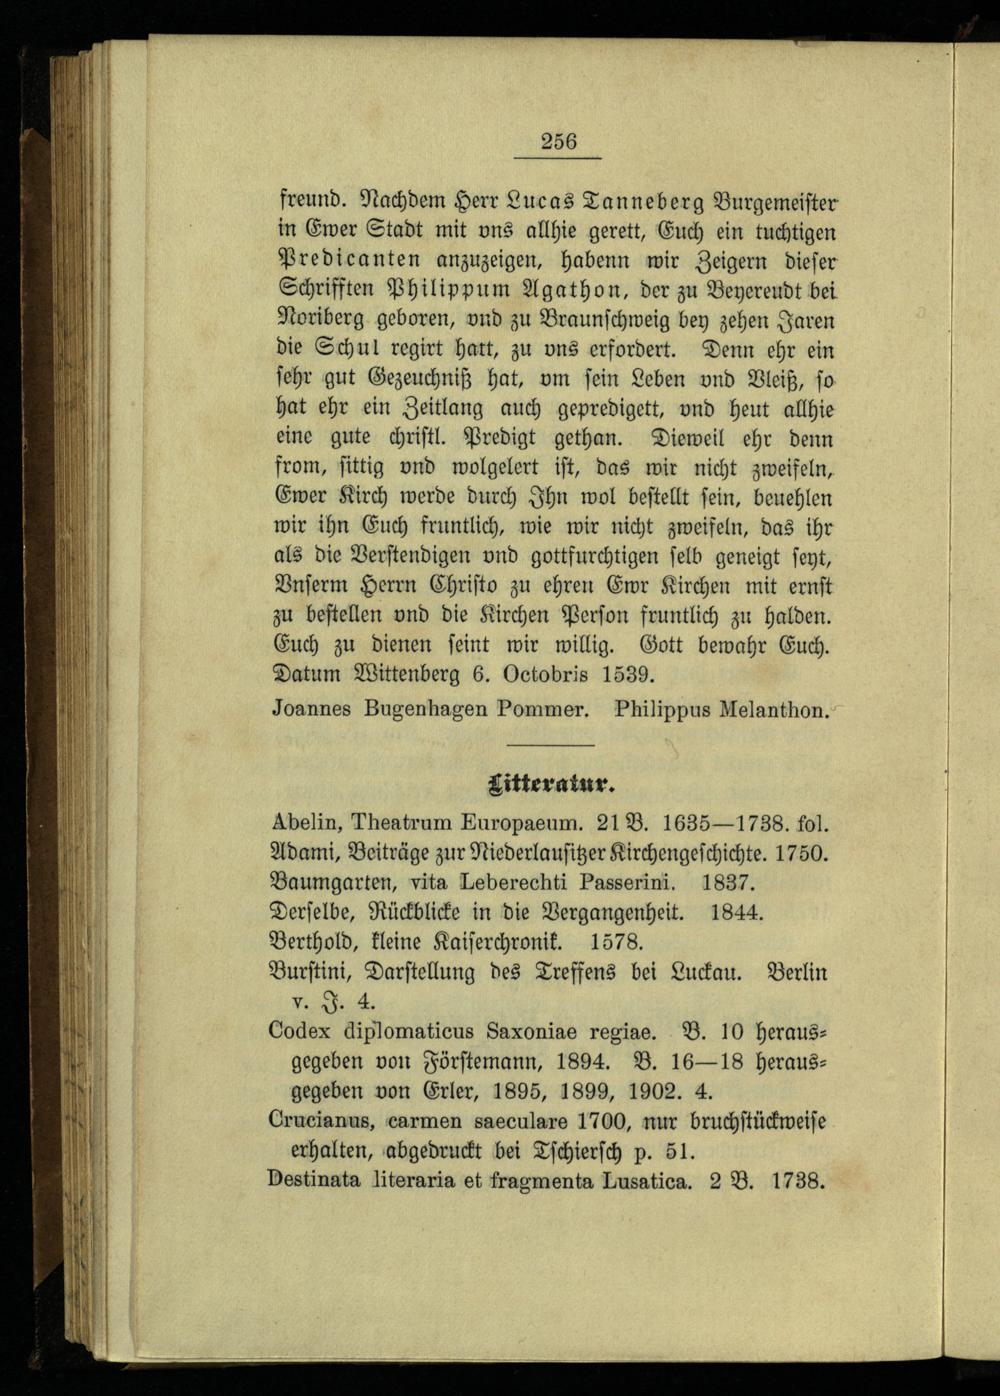 256
freund. Nachdem Herr Lucas Tanneberg Burgemeister
in Ewer Stadt mit vns allhie gerett, Euch ein tuchtigen
Predicanten anzuzeigen, habenn wir Zeigern dieser
Schrifften Philippum Agathon, der zu Beyereudt bei
Noriberg geboren, vnd zu Braunschweig bey zehen Jaren
die Schul regirt hatt, zu vns erfordert. Denn ehr ein
sehr gut Gezeuchniß hat, vm sein Leben vnd Vleiß, so
hat ehr ein Zeitlang auch gepredigett, vnd heut allhie
eine gute christl. Predigt gethan. Dieweil ehr denn
from, sittig vnd wolgelert ist, das wir nicht zweifeln,
Ewer Kirch werde durch Ihn wol bestellt sein, beuehlen
wir ihn Euch fruntlich, wie wir nicht zweifeln, das ihr
als die Verstendigen vnd gottfurchtigen selb geneigt seyt,
Vnserm Herrn Christo zu ehren Ewr Kirchen mit ernst
zu bestellen vnd die Kirchen Person fruntlich zu halden.
Euch zu dienen seint wir willig. Gott bewahr Euch.
Datum Wittenberg 6. Octobris 1539.
Joannes Bugenhagen Pommer. Philippus Melanthon.
Litteratur.
Abelin, Theatrum Europaeum. 21 B. 1635—1738. fol.
Adami, Beiträge zur Niederlausitzer Kirchengeschichte. 1750.
Baumgarten, vita Leberechti Passerini. 1837.
Derselbe, Rückblicke in die Vergangenheit. 1844.
Berthold, kleine Kaiserchronik. 1578.
Burstini, Darstellung des Treffens bei Luckau. Berlin
v. J. 4.
Codex diplomaticus Saxoniae regiae. B. 10 heraus-
gegeben von Förstemann, 1894. B. 16—18 heraus-
gegeben von Erler, 1895, 1899, 1902. 4.
Crucianus, carmen saeculare 1700, nur bruchstückweise
erhalten, abgedruckt bei Tschiersch p. 51.
Destinata literaria et fragmenta Lusatica. 2 B. 1738.